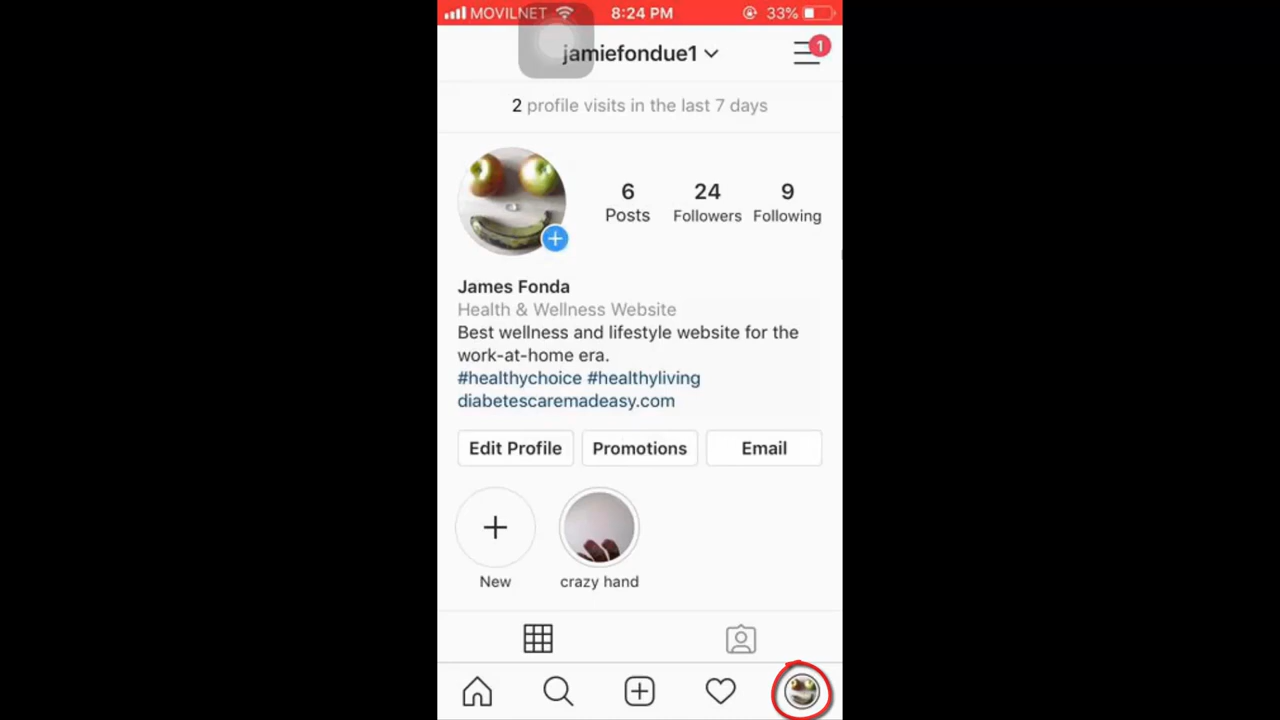 MOVILNET 8:24 PM 33%
jamiefondue1
1
2 profile visits in the last 7 days
6 24 9
Posts Followers Following
James Fonda
Health & Wellness Website
Best wellness and lifestyle website for the
work-at-home era.
#healthychoice #healthyliving
diabetescaremadeasy.com
Edit Profile Promotions Email
New crazy hand